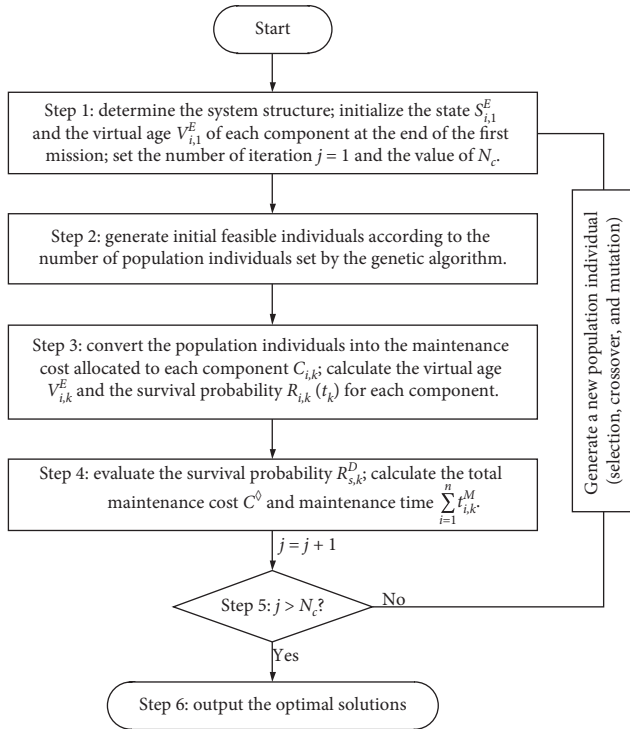 Start
Step 1: determine the system structure; initialize the state S_{i,1}^E
and the virtual age V_{i,1}^E of each component at the end of the first
mission; set the number of iteration j = 1 and the value of N_c.
Step 2: generate initial feasible individuals according to the
number of population individuals set by the genetic algorithm.
Step 3: convert the population individuals into the maintenance
cost allocated to each component C_{i,k}; calculate the virtual age
V_{i,k}^E and the survival probability R_{i,k} (t_k) for each component.
Step 4: evaluate the survival probability R_{s,k}^D; calculate the total
maintenance cost C^◊ and maintenance time \sum_{i=1}^n t_{i,k}^M.
j = j + 1
Step 5: j > N_c?
No
Yes
Step 6: output the optimal solutions
Generate a new population individual
(selection, crossover, and mutation)